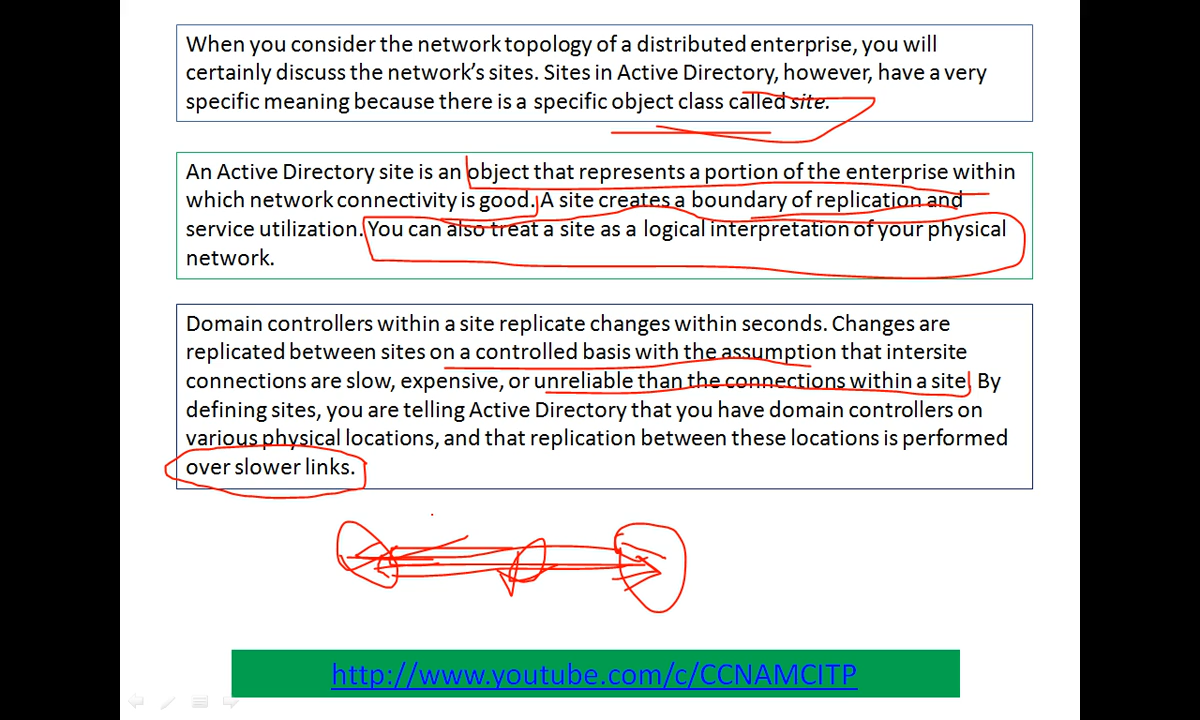 When you consider the network topology of a distributed enterprise, you will
certainly discuss the network's sites. Sites in Active Directory, however, have a very
specific meaning because there is a specific object class called site.
An Active Directory site is an object that represents a portion of the enterprise within
which network connectivity is good. A site creates a boundary of replication and
service utilization. You can also treat a site as a logical interpretation of your physical
network.
Domain controllers within a site replicate changes within seconds. Changes are
replicated between sites on a controlled basis with the assumption that intersite
connections are slow, expensive, or unreliable than the connections within a site. By
defining sites, you are telling Active Directory that you have domain controllers on
various physical locations, and that replication between these locations is performed
over slower links.
http://www.youtube.com/c/CCNAMCITP